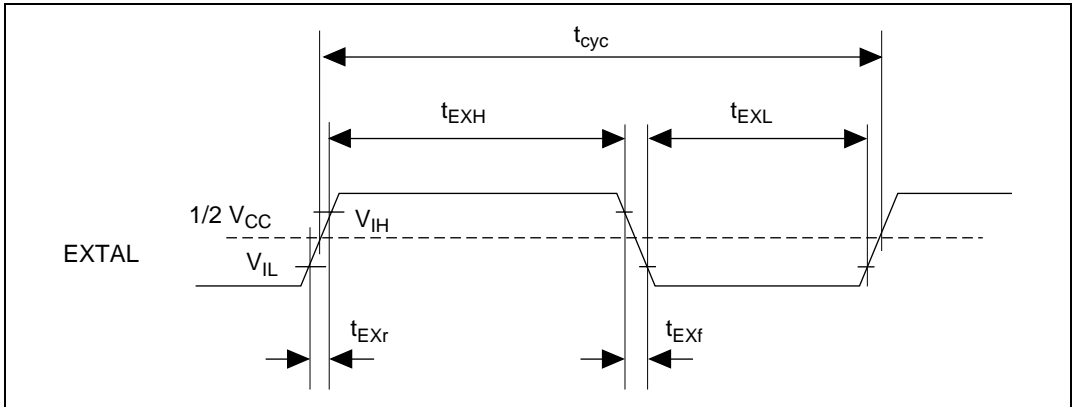 tcyc
tEXH
tEXL
1/2 VCC
VIH
EXTAL
VIL
tEXr
tEXf